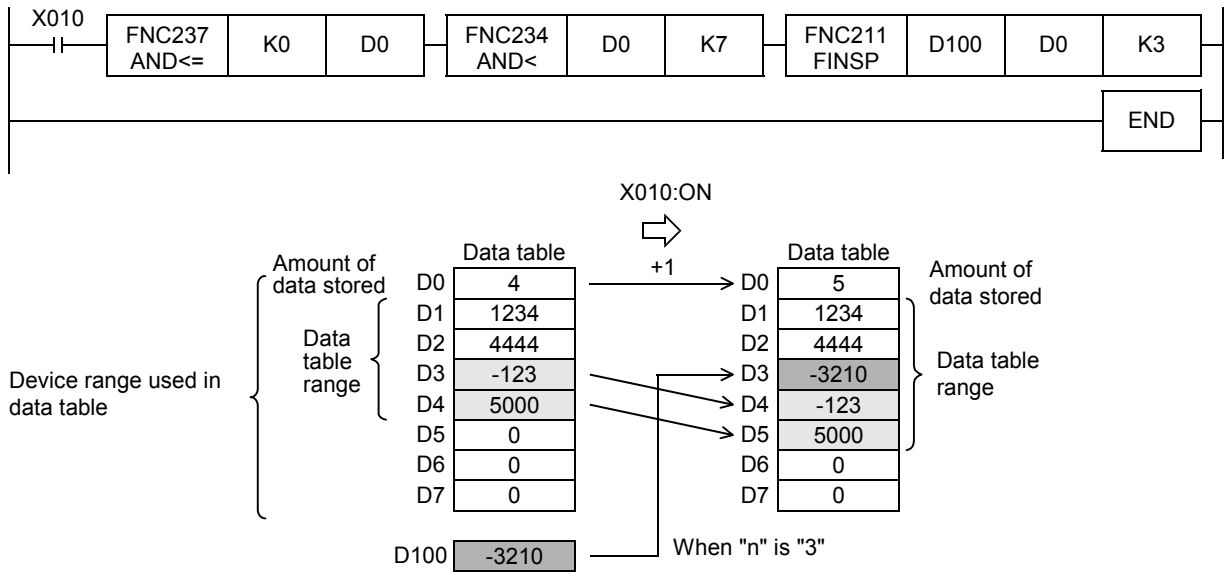 X010
FNC237 AND<= K0 D0 FNC234 AND< D0 K7 FNC211 FINSP D100 D0 K3
END
X010:ON
Data table Data table
Amount of data stored D0 4 +1 D0 5 Amount of data stored
D1 1234 D1 1234
Data table range D2 4444 D2 4444 Data table range
Device range used in data table D3 -123 D3 -3210
D4 5000 D4 -123
D5 0 D5 5000
D6 0 D6 0
D7 0 D7 0
D100 -3210 When "n" is "3"